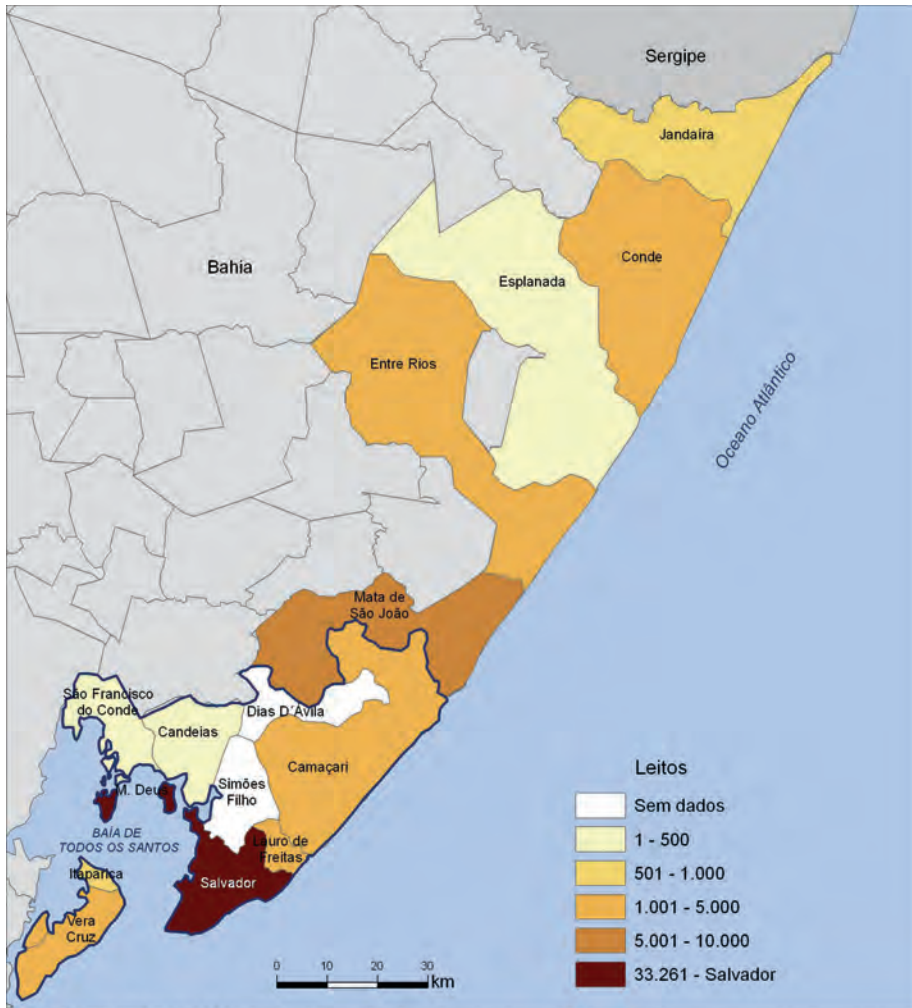 Sergipe
Jandaíra
Conde
Bahia
Esplanada
Entre Rios
Oceano Atlântico
Mata de
São João
São Francisco
do Conde
Dias D´Ávila
Candeias
Camaçari
Simões
Filho
M. Deus
BAÍA DE
TODOS OS SANTOS
Lauro de
Freitas
Itaparica
Salvador
Vera
Cruz
0 10 20 30
km
Leitos
Sem dados
1 - 500
501 - 1.000
1.001 - 5.000
5.001 - 10.000
33.261 - Salvador